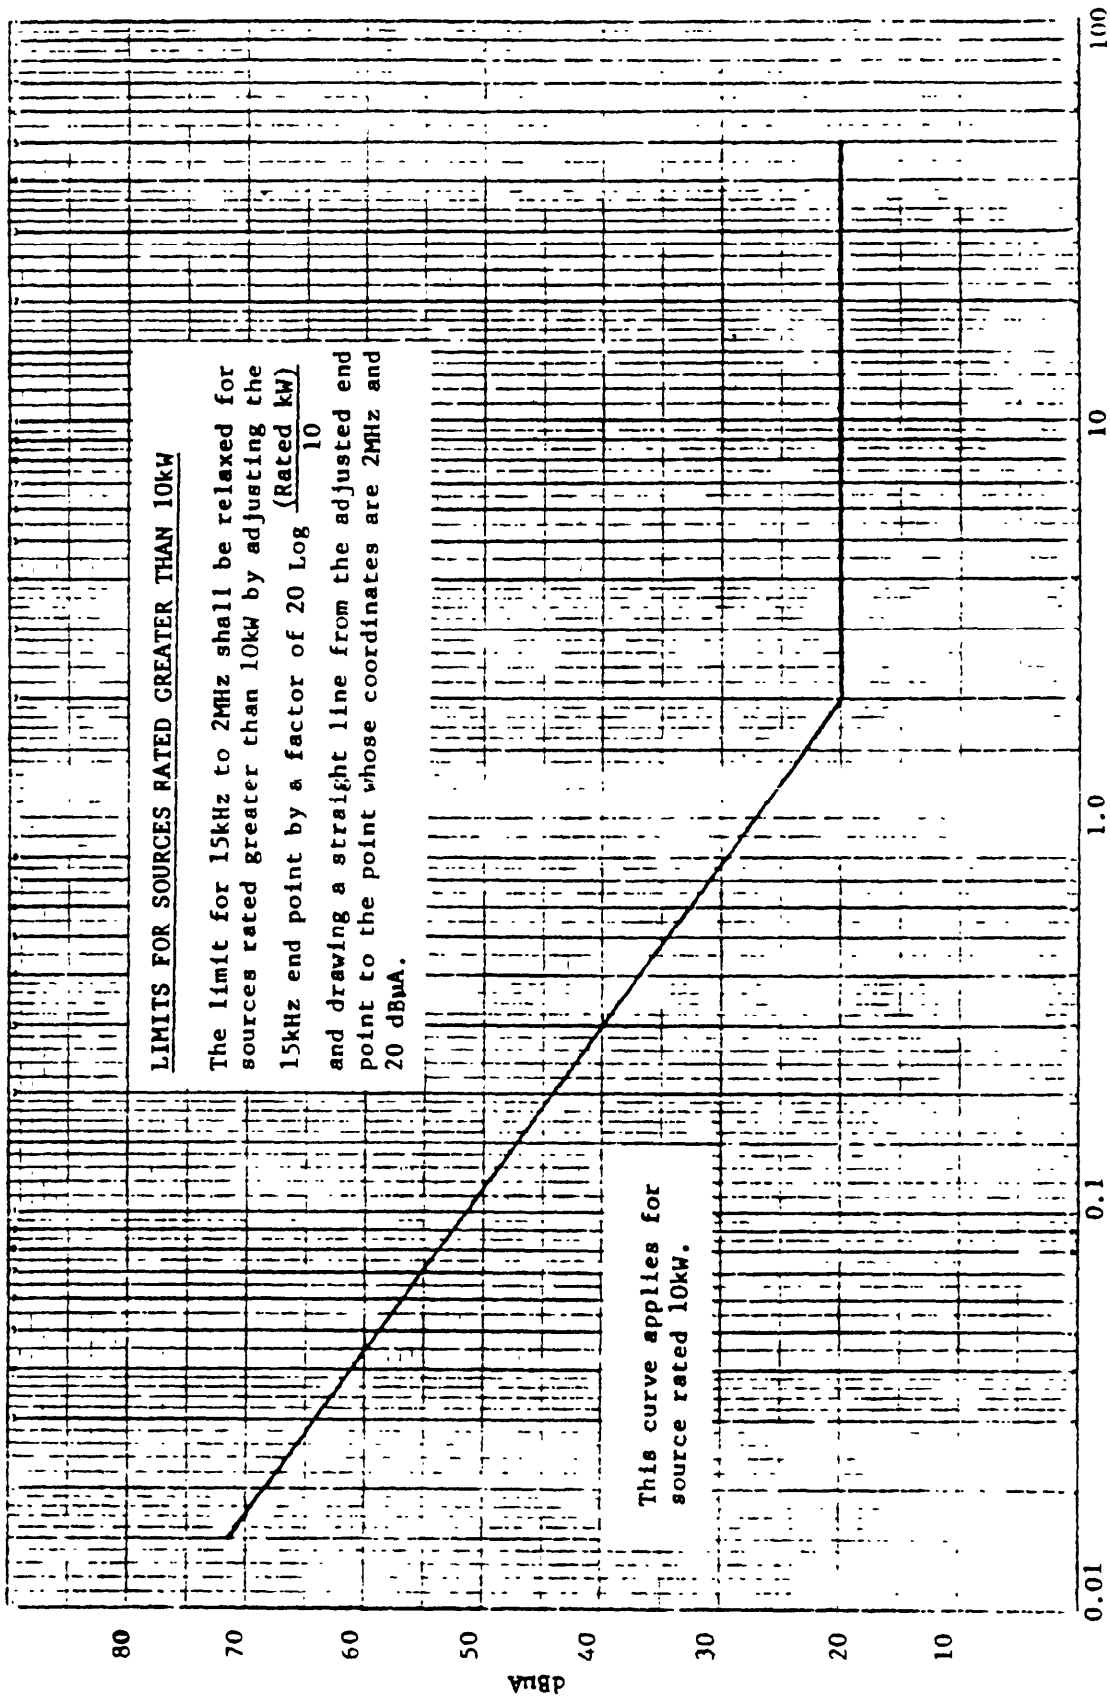 LIMITS FOR SOURCES RATED GREATER THAN 10kW
The limit for 15kHz to 2MHz shall be relaxed for
sources rated greater than 10kW by adjusting the
15kHz end point by a factor of 20 Log (Rated kW)
10
and drawing a straight line from the adjusted end
point to the point whose coordinates are 2MHz and
20 dBµA.
This curve applies for
source rated 10kW.
dBµA
80
70
60
50
40
30
20
10
0.01
0.1
1.0
10
100